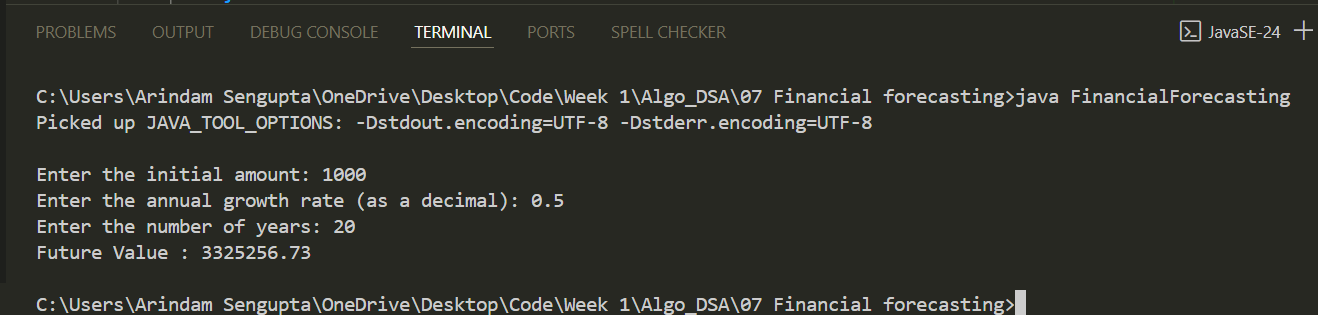 PROBLEMS OUTPUT DEBUG CONSOLE TERMINAL PORTS SPELL CHECKER JavaSE-24
C:\Users\Arindam Sengupta\OneDrive\Desktop\Code\Week 1\Algo_DSA\07 Financial forecasting>java FinancialForecasting
Picked up JAVA_TOOL_OPTIONS: -Dstdout.encoding=UTF-8 -Dstderr.encoding=UTF-8
Enter the initial amount: 1000
Enter the annual growth rate (as a decimal): 0.5
Enter the number of years: 20
Future Value : 3325256.73
C:\Users\Arindam Sengupta\OneDrive\Desktop\Code\Week 1\Algo_DSA\07 Financial forecasting>